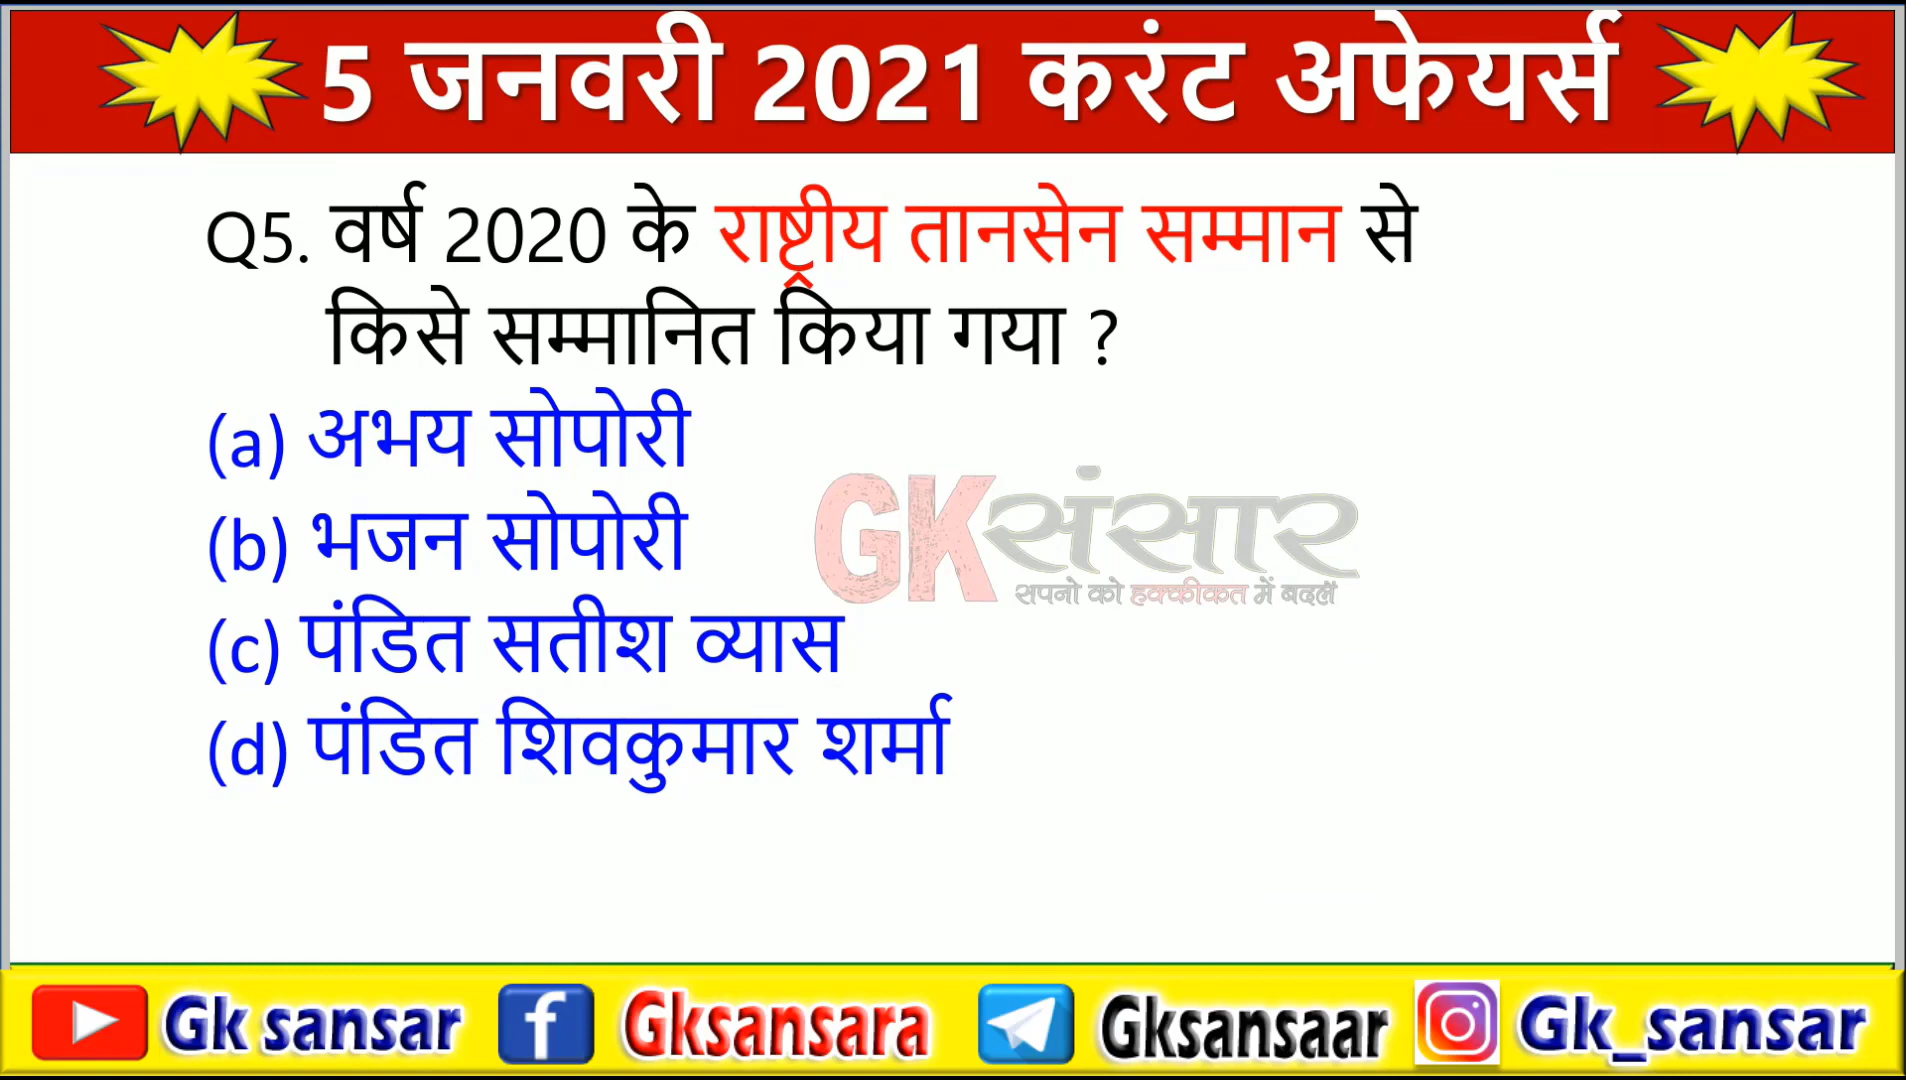 5 जनवरी 2021 करंट अफेयर्स
Q5. वर्ष 2020 के राष्ट्रीय तानसेन सम्मान से
किसे सम्मानित किया गया ?
(a) अभय सोपोरी
(b) भजन सोपोरी
GKसंसार
सपनो को हक्कीकत में बदलें
(c) पंडित सतीश व्यास
(d) पंडित शिवकुमार शर्मा
Gk sansar Gksansara Gksansaar Gk_sansar